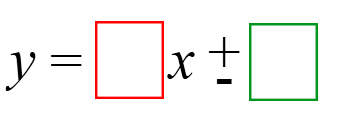 y = x ±